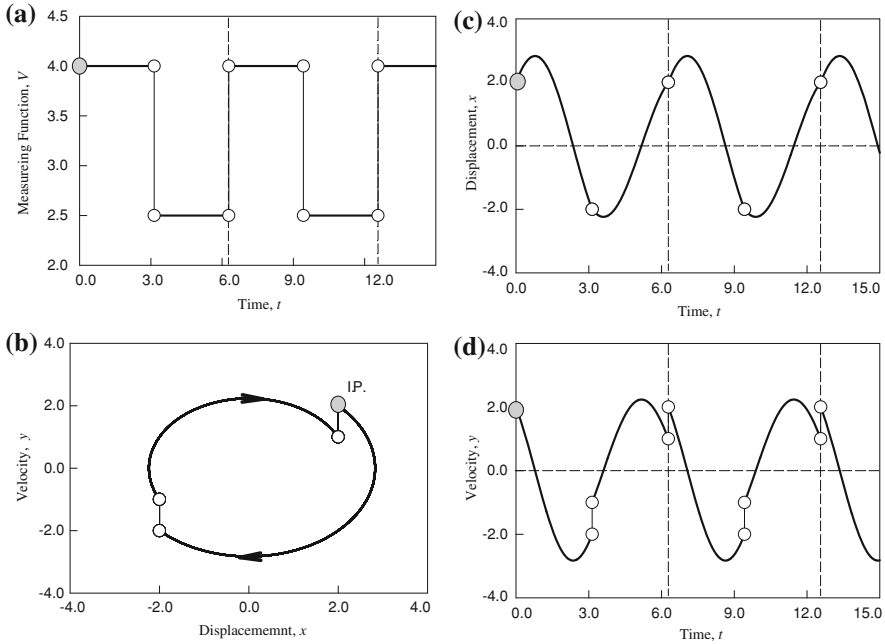 (a)
4.5
4.0
3.5
3.0
2.5
2.0
Measureing Function, V
0.0 3.0 6.0 9.0 12.0
Time, t
(b)
4.0
2.0
0.0
-2.0
-4.0
Velocity, y
I.P.
-4.0 -2.0 0.0 2.0 4.0
Displacememnt, x
(c)
4.0
2.0
0.0
-2.0
-4.0
Displacement, x
0.0 3.0 6.0 9.0 12.0 15.0
Time, t
(d)
4.0
2.0
0.0
-2.0
-4.0
Velocity, y
0.0 3.0 6.0 9.0 12.0 15.0
Time, t